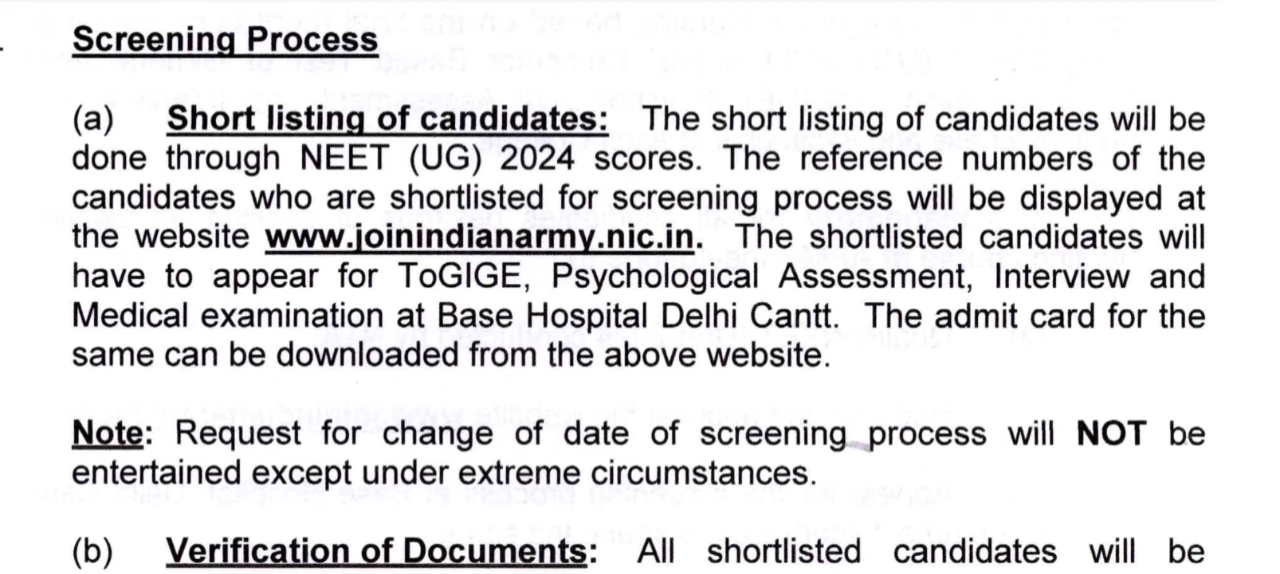 Screening Process
(a) Short listing of candidates: The short listing of candidates will be
done through NEET (UG) 2024 scores. The reference numbers of the
candidates who are shortlisted for screening process will be displayed at
the website www.joinindianarmy.nic.in. The shortlisted candidates will
have to appear for ToGIGE, Psychological Assessment, Interview and
Medical examination at Base Hospital Delhi Cantt. The admit card for the
same can be downloaded from the above website.
Note: Request for change of date of screening process will NOT be
entertained except under extreme circumstances.
(b) Verification of Documents: All shortlisted candidates will be